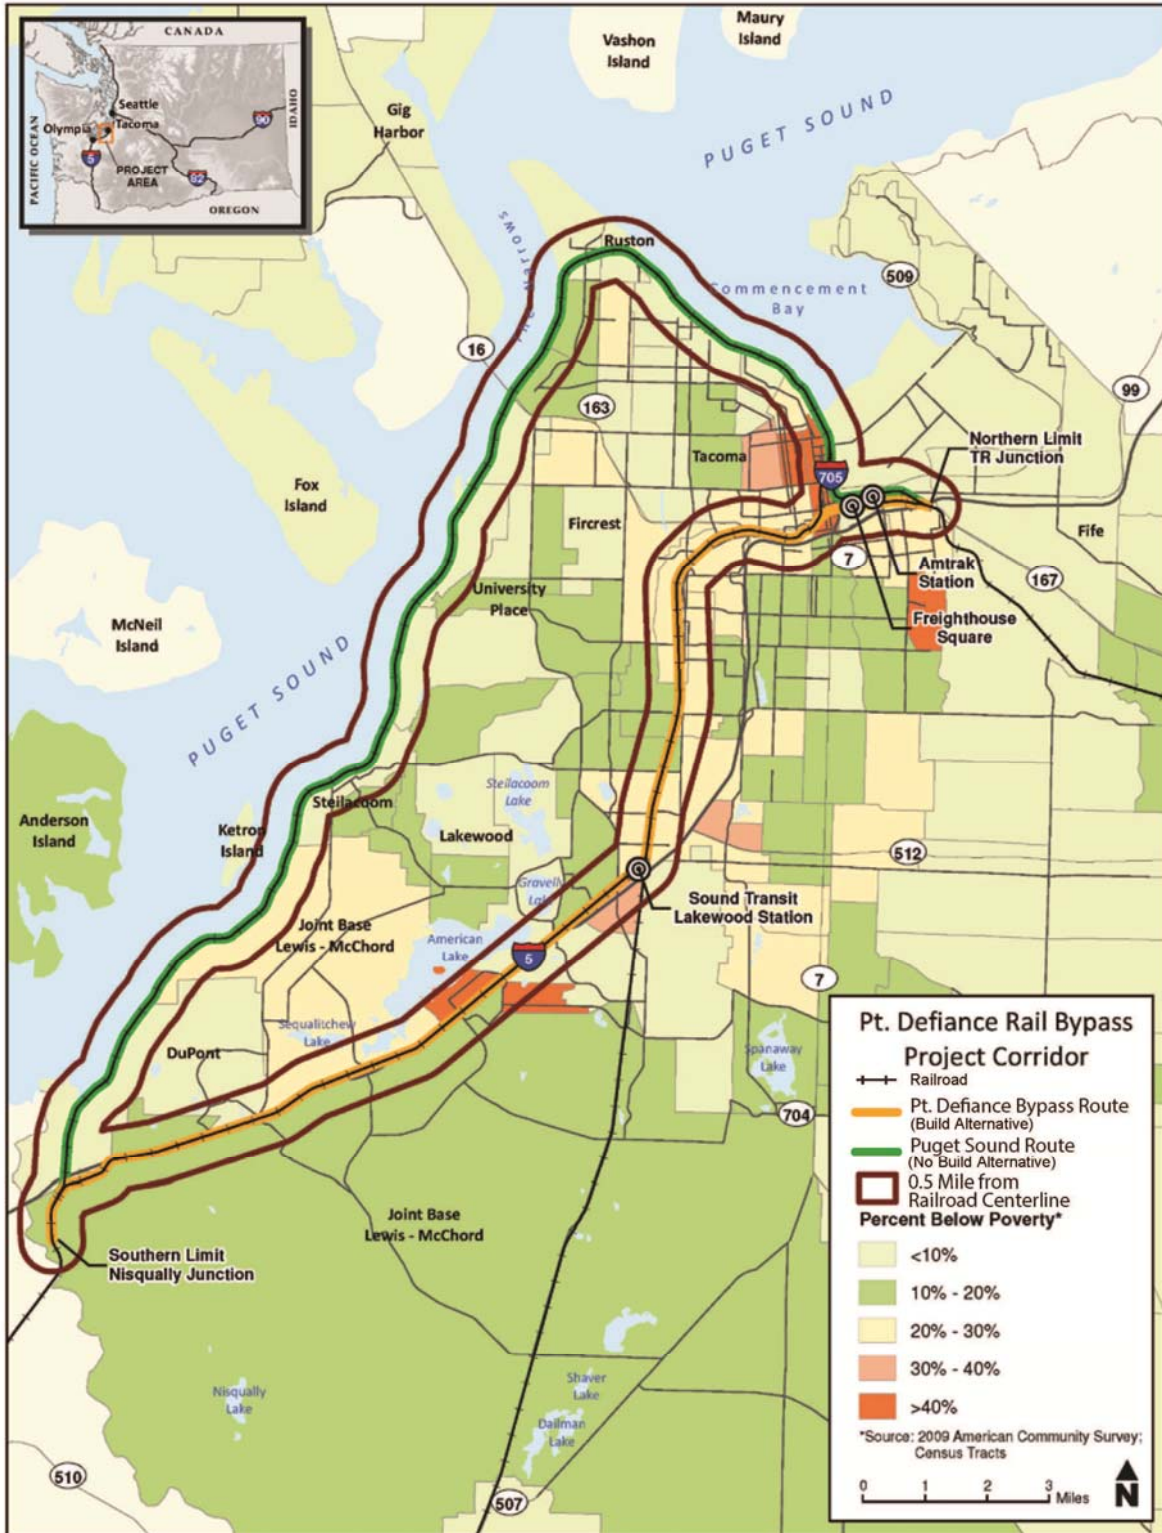 CANADA
Seattle
Olympia
Tacoma
90
IDAHO
PACIFIC OCEAN
5
PROJECT
AREA
82
OREGON
Maury
Island
Vashon
Island
Gig
Harbor
PUGET SOUND
The Narrows
Ruston
509
Commencement
Bay
16
99
163
Northern Limit
TR Junction
Tacoma
705
Fox
Island
Fircrest
Fife
7
Amtrak
Station
167
University
Place
Freighthouse
Square
McNeil
Island
PUGET SOUND
Steilacoom
Lake
Steilacoom
Anderson
Island
Ketron
Island
Lakewood
512
Gravelly
Lake
Sound Transit
Lakewood Station
Joint Base
Lewis - McChord
American
Lake
5
7
Sequalitchew
Lake
DuPont
Spanaway
Lake
704
Joint Base
Lewis - McChord
Southern Limit
Nisqually Junction
Nisqually
Lake
Shaver
Lake
Dailman
Lake
510
507
Pt. Defiance Rail Bypass
Project Corridor
Railroad
Pt. Defiance Bypass Route
(Build Alternative)
Puget Sound Route
(No Build Alternative)
0.5 Mile from
Railroad Centerline
Percent Below Poverty*
<10%
10% - 20%
20% - 30%
30% - 40%
>40%
*Source: 2009 American Community Survey;
Census Tracts
0 1 2 3
Miles
N